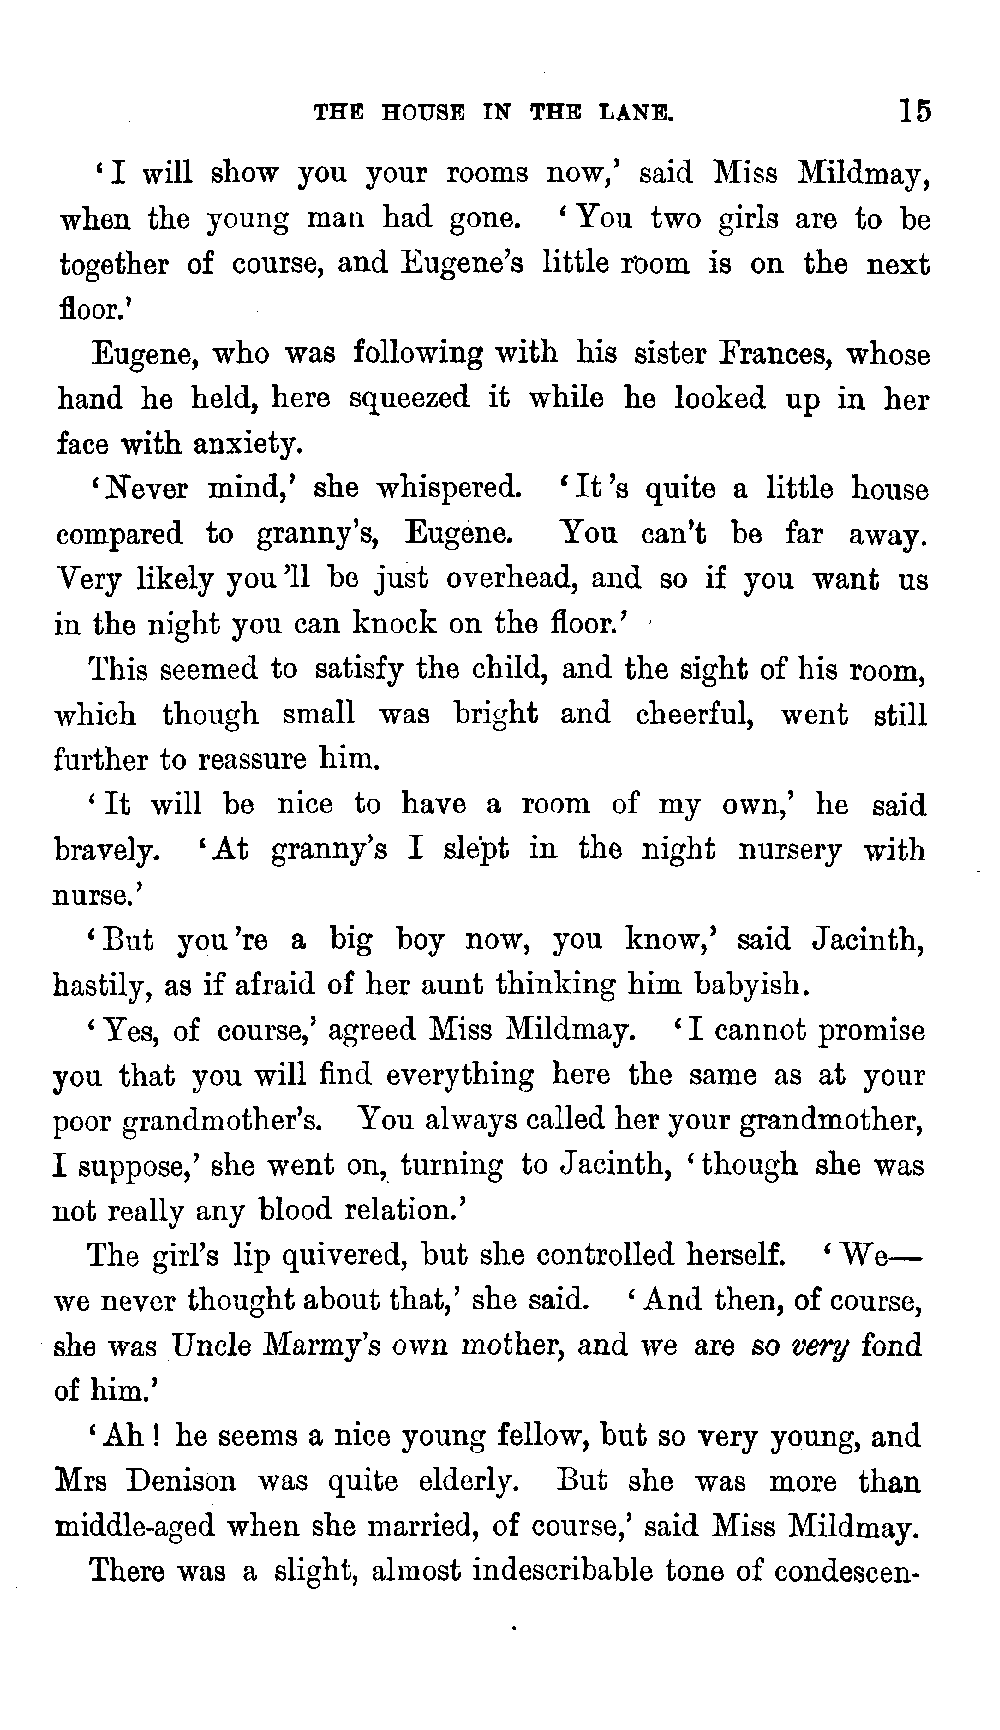 THE HOUSE IN THE LANE. 15
‘I will show you your rooms now,’ said Miss Mildmay,
when the young man had gone. ‘You two girls are to be
together of course, and Eugene’s little room is on the next
floor.’
Eugene, who was following with his sister Frances, whose
hand he held, here squeezed it while he looked up in her
face with anxiety.
‘Never mind,’ she whispered. ‘It ’s quite a little house
compared to granny’s, Eugene. You can’t be far away.
Very likely you ’ll be just overhead, and so if you want us
in the night you can knock on the floor.’
This seemed to satisfy the child, and the sight of his room,
which though small was bright and cheerful, went still
further to reassure him.
‘It will be nice to have a room of my own,’ he said
bravely. ‘At granny’s I slept in the night nursery with
nurse.’
‘But you ’re a big boy now, you know,’ said Jacinth,
hastily, as if afraid of her aunt thinking him babyish.
‘Yes, of course,’ agreed Miss Mildmay. ‘I cannot promise
you that you will find everything here the same as at your
poor grandmother’s. You always called her your grandmother,
I suppose,’ she went on, turning to Jacinth, ‘though she was
not really any blood relation.’
The girl’s lip quivered, but she controlled herself. ‘We—
we never thought about that,’ she said. ‘And then, of course,
she was Uncle Marmy’s own mother, and we are so very fond
of him.’
‘Ah! he seems a nice young fellow, but so very young, and
Mrs Denison was quite elderly. But she was more than
middle-aged when she married, of course,’ said Miss Mildmay.
There was a slight, almost indescribable tone of condescen-